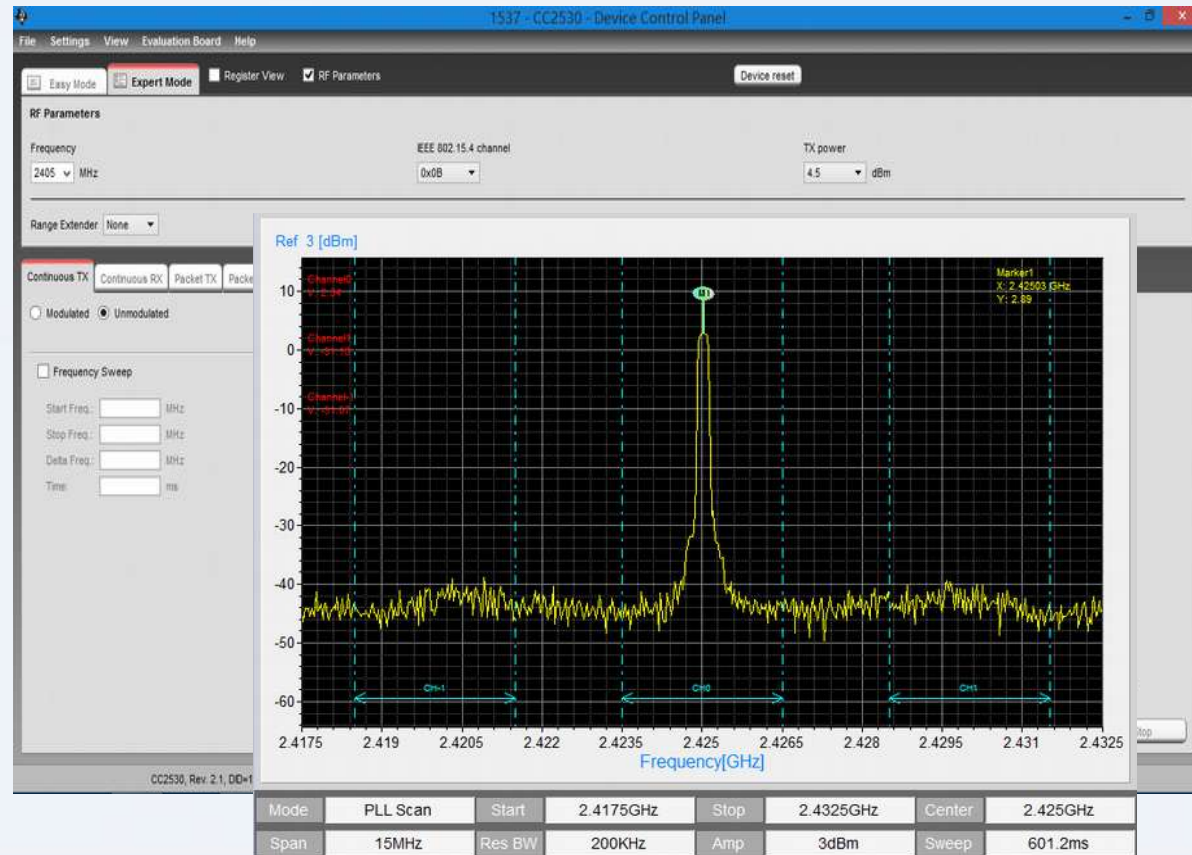 1537 - CC2530 - Device Control Panel
File Settings View Evaluation Board Help
Easy Mode Expert Mode Register View RF Parameters Device reset
RF Parameters
Frequency IEEE 802.15.4 channel TX power
2405 MHz 0x0B 4.5 dBm
Range Extender None
Continuous TX Continuous RX Packet TX Packe
Modulated Unmodulated
Frequency Sweep
Start Freq.: MHz
Stop Freq.: MHz
Delta Freq.: MHz
Time: ms
top
CC2530, Rev. 2.1, DID=1
Ref 3 [dBm]
Marker1
X: 2.42503 GHz
Y: 2.89
10
0
-10
-20
-30
-40
-50
-60
CH-1 CH0 CH1
2.4175 2.419 2.4205 2.422 2.4235 2.425 2.4265 2.428 2.4295 2.431 2.4325
Frequency[GHz]
Mode PLL Scan Start 2.4175GHz Stop 2.4325GHz Center 2.425GHz
Span 15MHz Res BW 200KHz Amp 3dBm Sweep 601.2ms